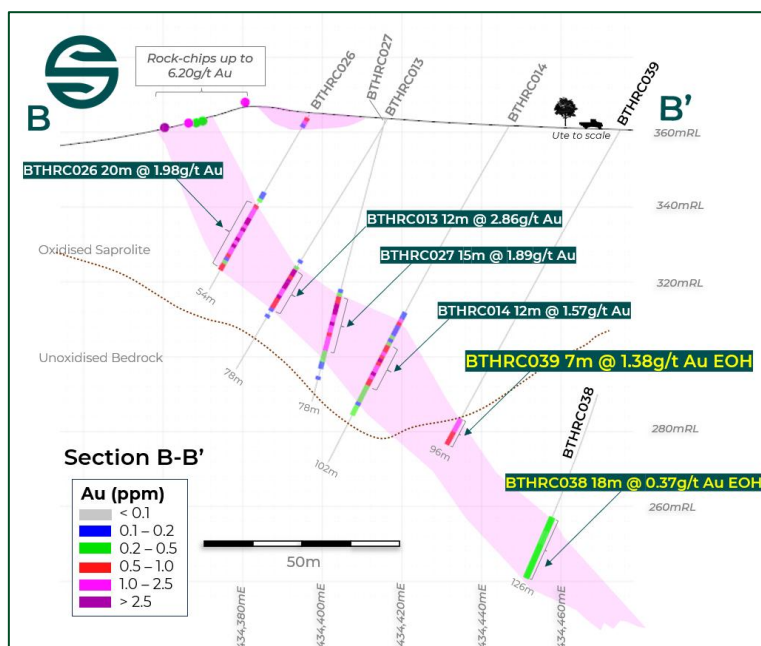 Rock-chips up to
6.20g/t Au
BTHRC026
BTHRC027
BTHRC013
BTHRC014
BTHRC039
B
B'
Ute to scale
360mRL
BTHRC026 20m @ 1.98g/t Au
340mRL
BTHRC013 12m @ 2.86g/t Au
Oxidised Saprolite
BTHRC027 15m @ 1.89g/t Au
320mRL
54m
BTHRC014 12m @ 1.57g/t Au
Unoxidised Bedrock
BTHRC039 7m @ 1.38g/t Au EOH
78m
78m
BTHRC038
280mRL
96m
102m
Section B-B'
BTHRC038 18m @ 0.37g/t Au EOH
Au (ppm)
< 0.1
0.1 – 0.2
0.2 – 0.5
0.5 – 1.0
1.0 – 2.5
> 2.5
260mRL
50m
126m
434,380mE
434,400mE
434,420mE
434,440mE
434,460mE